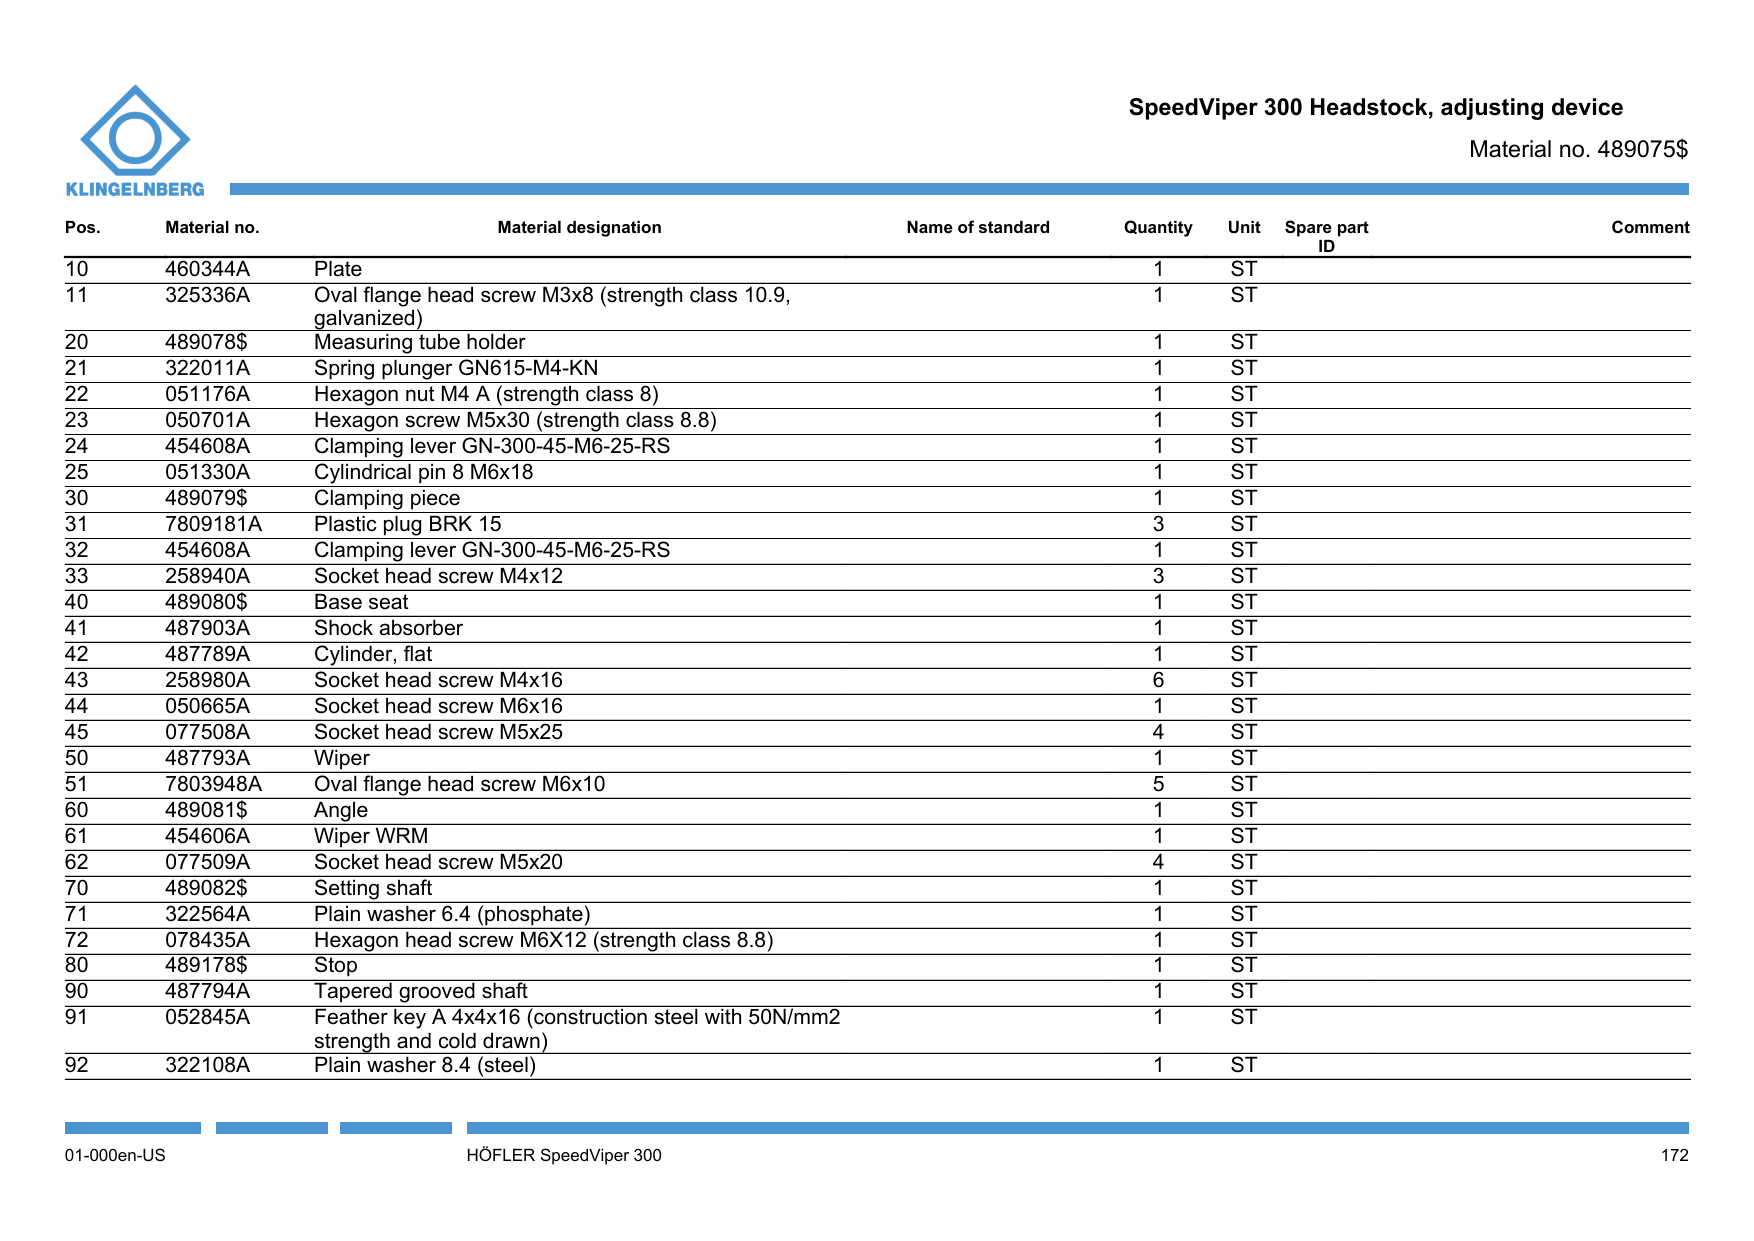 SpeedViper 300 Headstock, adjusting device
Material no. 489075$
KLINGELNBERG
Pos. Material no. Material designation Name of standard Quantity Unit Spare part Comment
ID
10 460344A Plate 1 ST
11 325336A Oval flange head screw M3x8 (strength class 10.9, 1 ST
galvanized)
20 489078$ Measuring tube holder 1 ST
21 322011A Spring plunger GN615-M4-KN 1 ST
22 051176A Hexagon nut M4 A (strength class 8) 1 ST
23 050701A Hexagon screw M5x30 (strength class 8.8) 1 ST
24 454608A Clamping lever GN-300-45-M6-25-RS 1 ST
25 051330A Cylindrical pin 8 M6x18 1 ST
30 489079$ Clamping piece 1 ST
31 7809181A Plastic plug BRK 15 3 ST
32 454608A Clamping lever GN-300-45-M6-25-RS 1 ST
33 258940A Socket head screw M4x12 3 ST
40 489080$ Base seat 1 ST
41 487903A Shock absorber 1 ST
42 487789A Cylinder, flat 1 ST
43 258980A Socket head screw M4x16 6 ST
44 050665A Socket head screw M6x16 1 ST
45 077508A Socket head screw M5x25 4 ST
50 487793A Wiper 1 ST
51 7803948A Oval flange head screw M6x10 5 ST
60 489081$ Angle 1 ST
61 454606A Wiper WRM 1 ST
62 077509A Socket head screw M5x20 4 ST
70 489082$ Setting shaft 1 ST
71 322564A Plain washer 6.4 (phosphate) 1 ST
72 078435A Hexagon head screw M6X12 (strength class 8.8) 1 ST
80 489178$ Stop 1 ST
90 487794A Tapered grooved shaft 1 ST
91 052845A Feather key A 4x4x16 (construction steel with 50N/mm2 1 ST
strength and cold drawn)
92 322108A Plain washer 8.4 (steel) 1 ST
01-000en-US HÖFLER SpeedViper 300 172